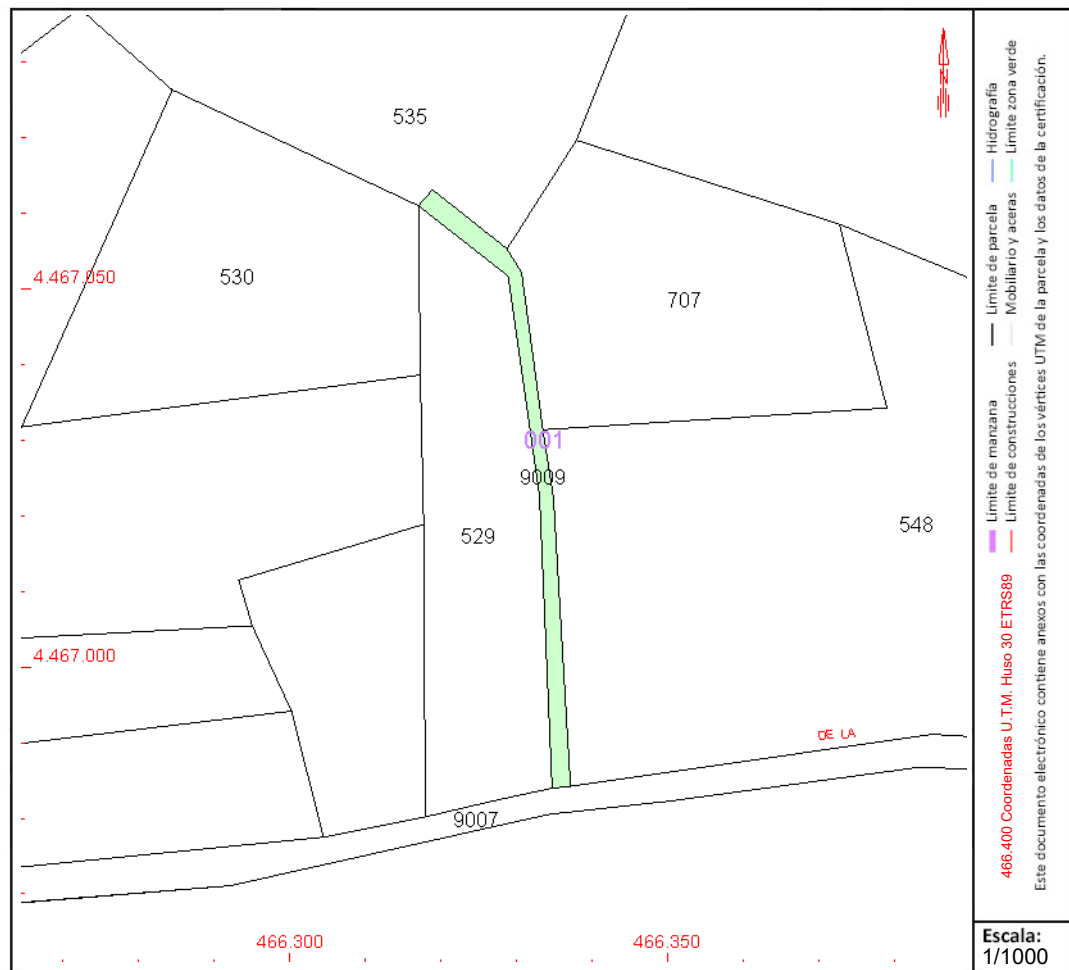 535
4.467.050
530
707
001
9009
529
548
4.467.000
DE LA
9007
466.300
466.350
N
Límite de manzana
Límite de parcela
Hidrografía
Límite de construcciones
Mobiliario y aceras
Límite zona verde
466.400 Coordenadas U.T.M. Huso 30 ETRS89
Este documento electrónico contiene anexos con las coordenadas de los vértices UTM de la parcela y los datos de la certificación.
Escala:
1/1000